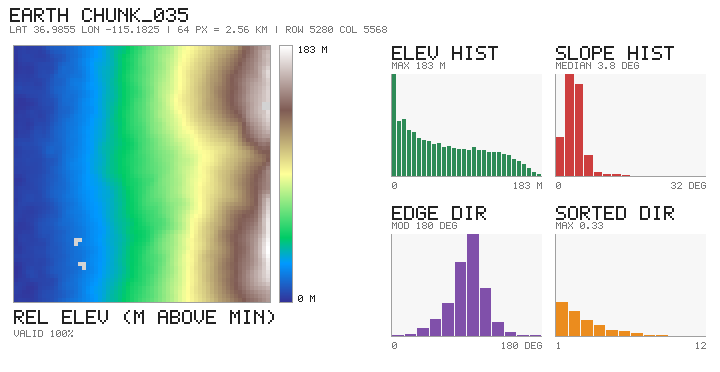 EARTH CHUNK_035
LAT 36.9855 LON -115.1825 | 64 PX = 2.56 KM | ROW 5280 COL 5568
183 M
0 M
REL ELEV (M ABOVE MIN)
VALID 100%
ELEV HIST
MAX 183 M
0 183 M
SLOPE HIST
MEDIAN 3.8 DEG
0 32 DEG
EDGE DIR
MOD 180 DEG
0 180 DEG
SORTED DIR
MAX 0.33
1 12